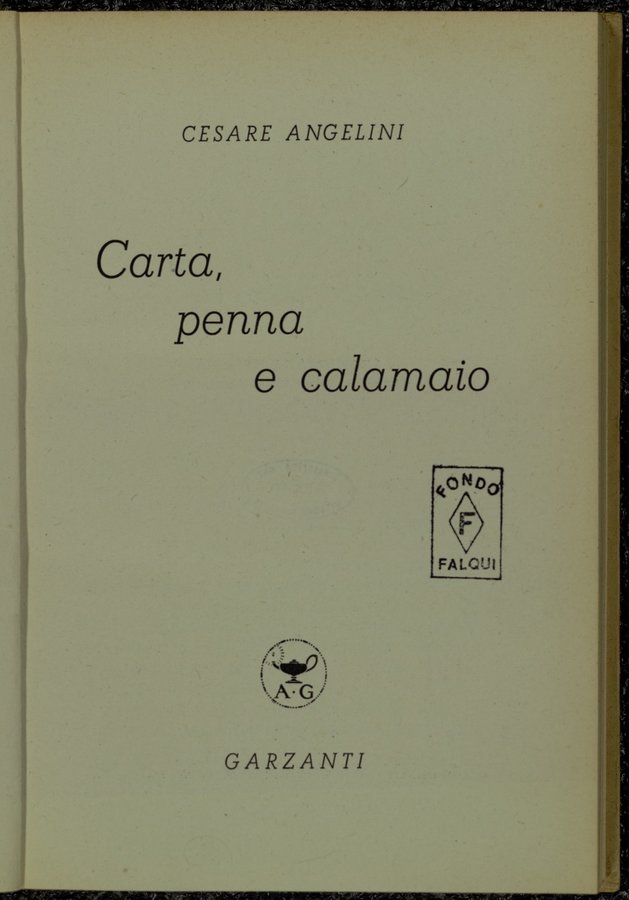 CESARE ANGELINI
Carta,
penna
e calamaio
FONDO
F
FALQUI
A·G
GARZANTI